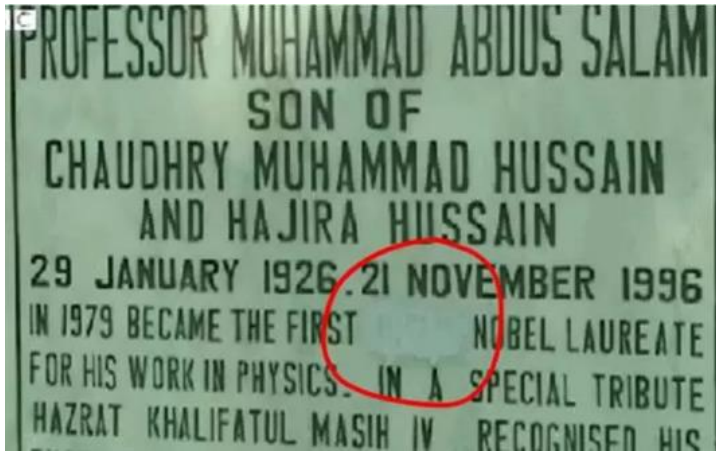 C
PROFESSOR MUHAMMAD ABDUS SALAM
SON OF
CHAUDHRY MUHAMMAD HUSSAIN
AND HAJIRA HUSSAIN
29 JANUARY 1926. 21 NOVEMBER 1996
IN 1979 BECAME THE FIRST NOBEL LAUREATE
FOR HIS WORK IN PHYSICS. IN A SPECIAL TRIBUTE
HAZRAT KHALIFATUL MASIH IV RECOGNISED HIS